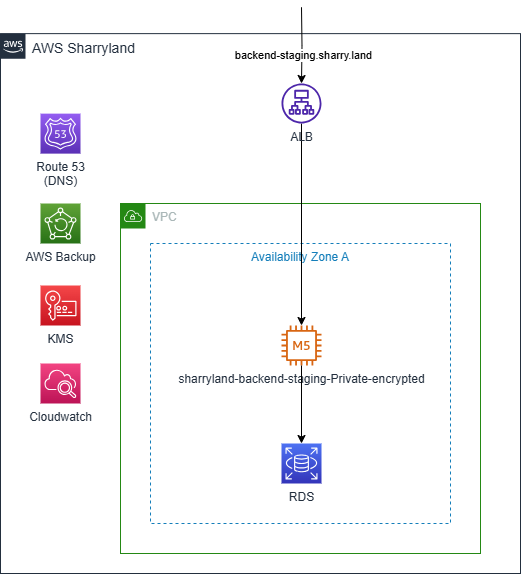 aws
AWS Sharryland
backend-staging.sharry.land
ALB
53
Route 53
(DNS)
AWS Backup
KMS
Cloudwatch
VPC
Availability Zone A
M5
sharryland-backend-staging-Private-encrypted
RDS